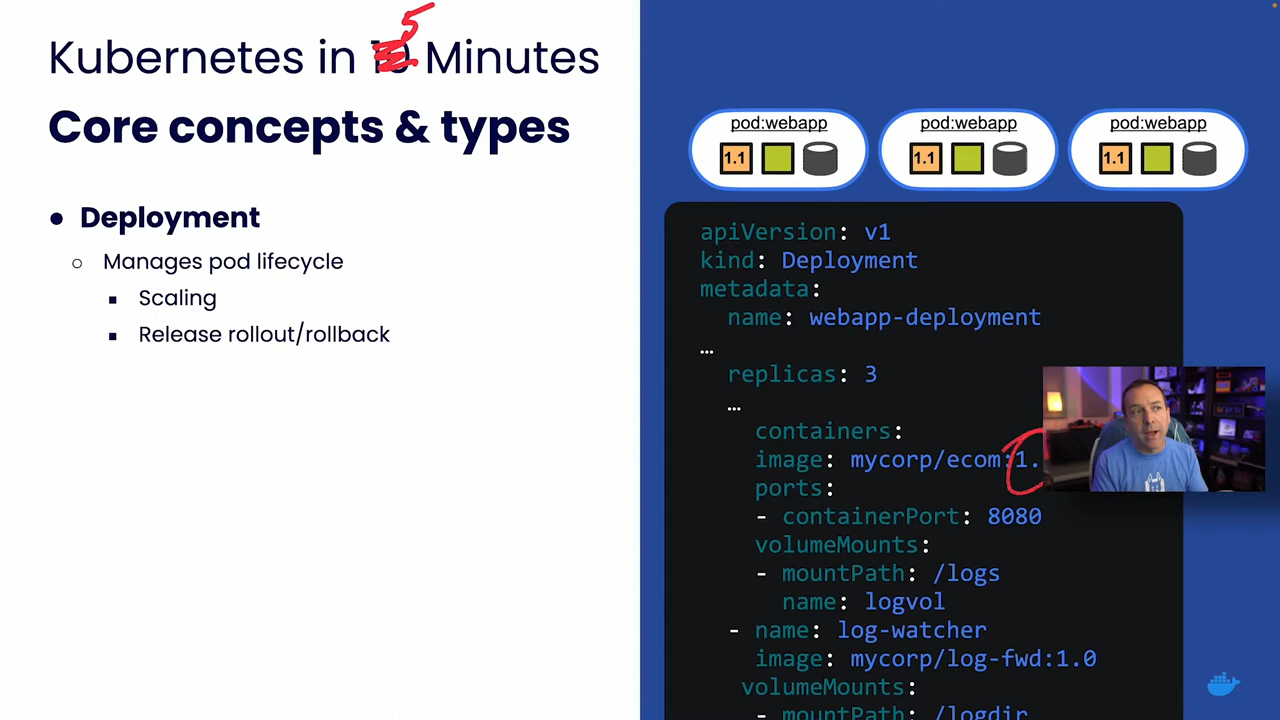 Kubernetes in 5 Minutes
Core concepts & types
● Deployment
○ Manages pod lifecycle
▪ Scaling
▪ Release rollout/rollback
pod:webapp
1.1
pod:webapp
1.1
pod:webapp
1.1
apiVersion: v1
kind: Deployment
metadata:
name: webapp-deployment
…
replicas: 3
…
containers:
image: mycorp/ecom:1.
ports:
- containerPort: 8080
volumeMounts:
- mountPath: /logs
name: logvol
- name: log-watcher
image: mycorp/log-fwd:1.0
volumeMounts:
- mountPath: /logdir